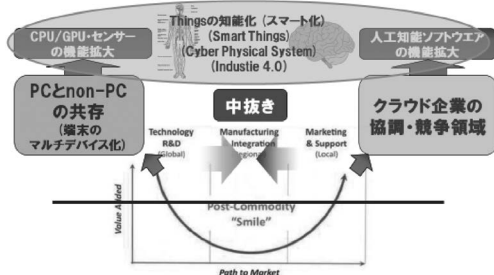 Thingsの知能化（スマート化）
(Smart Things)
(Cyber Physical System)
(Industie 4.0)
CPU/GPU・センサー
の機能拡大
人工知能ソフトウエア
の機能拡大
PCとnon-PC
の共存
（端末の
マルチデバイス化）
中抜き
クラウド企業の
協調・競争領域
Technology
R&D
(Global)
Manufacturing
Integration
Marketing
& Support
(Local)
Value Added
Post-Commodity
"Smile"
Path to Market